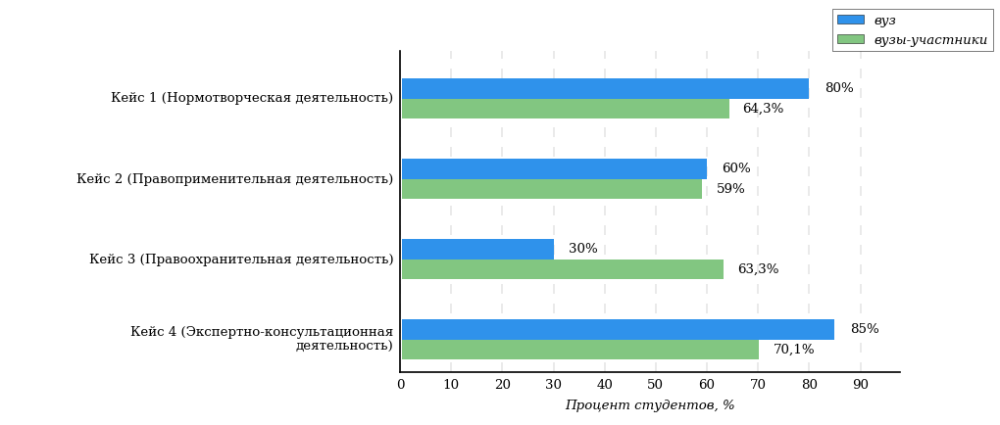 вуз
вузы-участники
Кейс 1 (Нормотворческая деятельность)
80%
64,3%
Кейс 2 (Правоприменительная деятельность)
60%
59%
Кейс 3 (Правоохранительная деятельность)
30%
63,3%
Кейс 4 (Экспертно-консультационная
деятельность)
85%
70,1%
0 10 20 30 40 50 60 70 80 90
Процент студентов, %